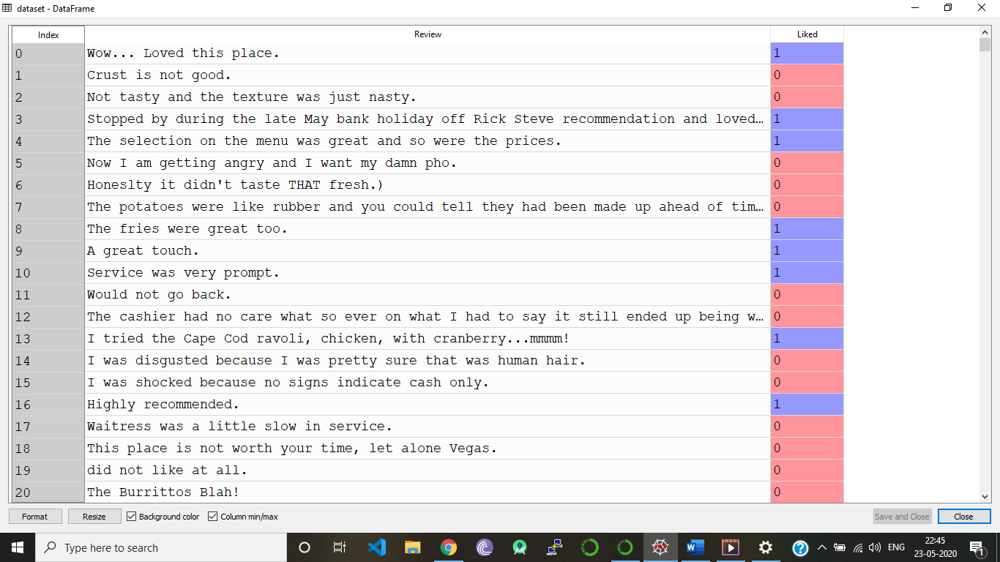 dataset - DataFrame
Index Review Liked
0 Wow... Loved this place. 1
1 Crust is not good. 0
2 Not tasty and the texture was just nasty. 0
3 Stopped by during the late May bank holiday off Rick Steve recommendation and loved… 1
4 The selection on the menu was great and so were the prices. 1
5 Now I am getting angry and I want my damn pho. 0
6 Honeslty it didn't taste THAT fresh.) 0
7 The potatoes were like rubber and you could tell they had been made up ahead of tim… 0
8 The fries were great too. 1
9 A great touch. 1
10 Service was very prompt. 1
11 Would not go back. 0
12 The cashier had no care what so ever on what I had to say it still ended up being w… 0
13 I tried the Cape Cod ravoli, chicken, with cranberry...mmmm! 1
14 I was disgusted because I was pretty sure that was human hair. 0
15 I was shocked because no signs indicate cash only. 0
16 Highly recommended. 1
17 Waitress was a little slow in service. 0
18 This place is not worth your time, let alone Vegas. 0
19 did not like at all. 0
20 The Burrittos Blah! 0
Format Resize Background color Column min/max Save and Close Close
Type here to search ENG 22:45
23-05-2020 1